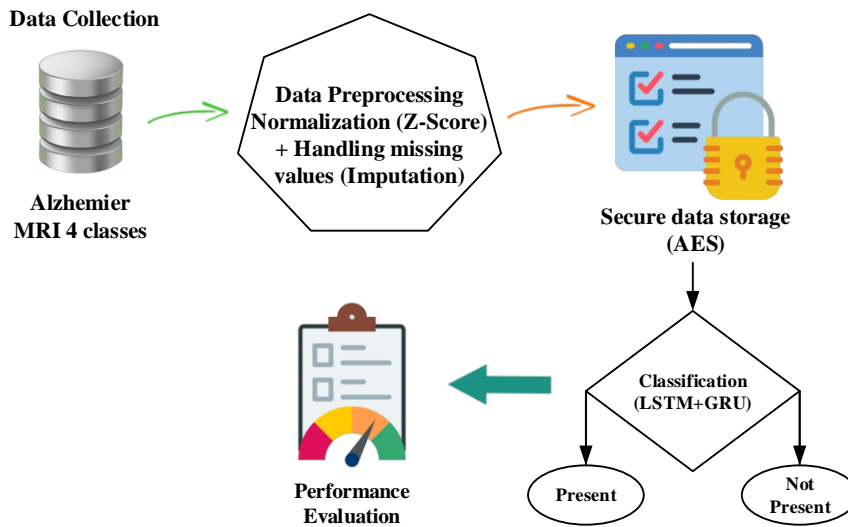 Data Collection
Alzhemier
MRI 4 classes
Data Preprocessing
Normalization (Z-Score)
+ Handling missing
values (Imputation)
Secure data storage
(AES)
Classification
(LSTM+GRU)
Present
Not
Present
Performance
Evaluation